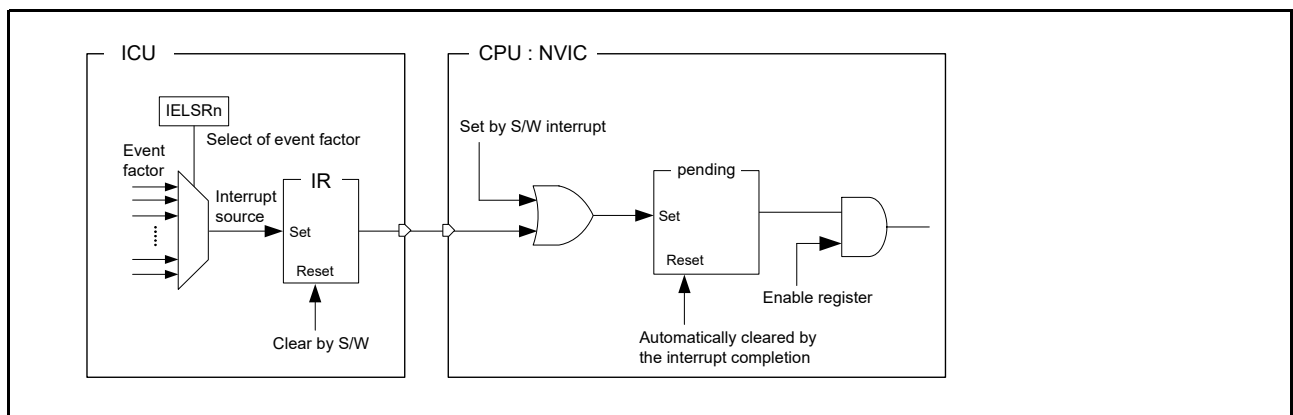 ICU
CPU : NVIC
IELSRn
Select of event factor
Event
factor
Interrupt
source
IR
Set
Reset
Clear by S/W
Set by S/W interrupt
pending
Set
Reset
Enable register
Automatically cleared by
the interrupt completion